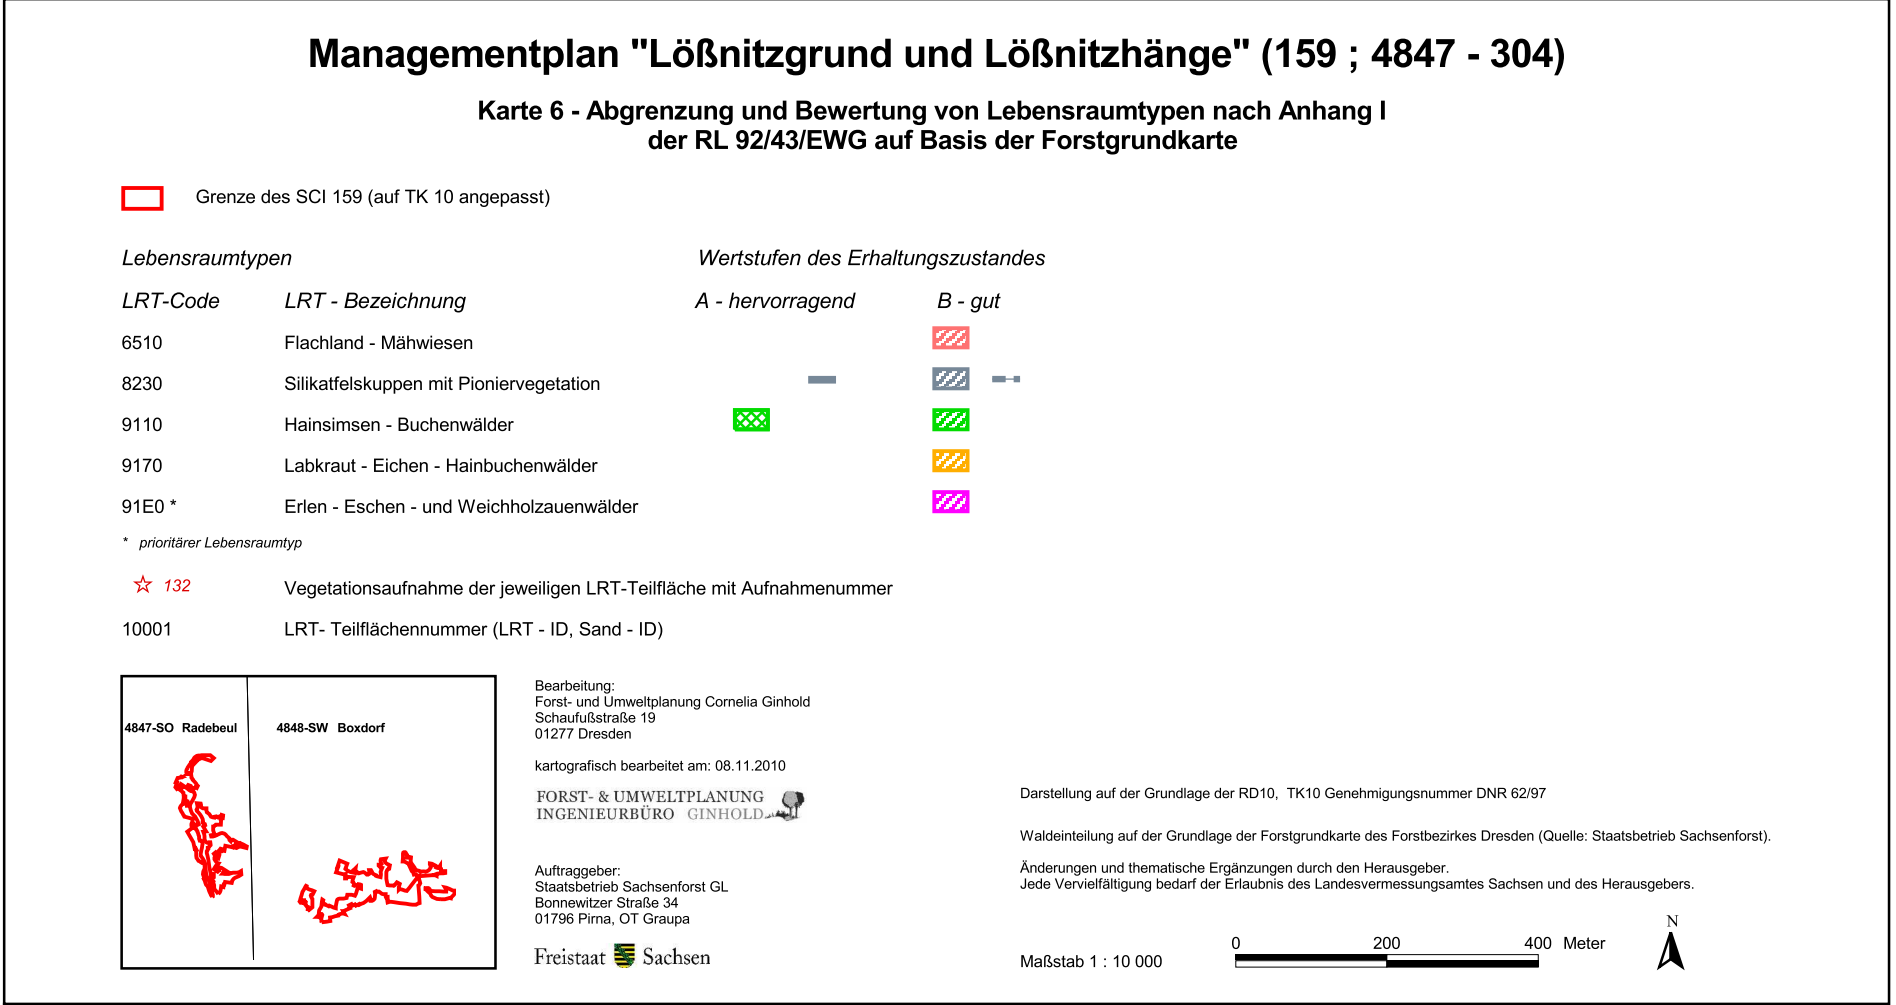 Managementplan "Lößnitzgrund und Lößnitzhänge" (159 ; 4847 - 304)
Karte 6 - Abgrenzung und Bewertung von Lebensraumtypen nach Anhang I
der RL 92/43/EWG auf Basis der Forstgrundkarte
Grenze des SCI 159 (auf TK 10 angepasst)
Lebensraumtypen Wertstufen des Erhaltungszustandes
LRT-Code LRT - Bezeichnung A - hervorragend B - gut
6510 Flachland - Mähwiesen
8230 Silikatfelskuppen mit Pioniervegetation
9110 Hainsimsen - Buchenwälder
9170 Labkraut - Eichen - Hainbuchenwälder
91E0 * Erlen - Eschen - und Weichholzauenwälder
* prioritärer Lebensraumtyp
132 Vegetationsaufnahme der jeweiligen LRT-Teilfläche mit Aufnahmenummer
10001 LRT- Teilflächennummer (LRT - ID, Sand - ID)
4847-SO Radebeul 4848-SW Boxdorf
Bearbeitung:
Forst- und Umweltplanung Cornelia Ginhold
Schaufußstraße 19
01277 Dresden
kartografisch bearbeitet am: 08.11.2010
FORST- & UMWELTPLANUNG
INGENIEURBÜRO GINHOLD
Auftraggeber:
Staatsbetrieb Sachsenforst GL
Bonnewitzer Straße 34
01796 Pirna, OT Graupa
Freistaat Sachsen
Darstellung auf der Grundlage der RD10, TK10 Genehmigungsnummer DNR 62/97
Waldeinteilung auf der Grundlage der Forstgrundkarte des Forstbezirkes Dresden (Quelle: Staatsbetrieb Sachsenforst).
Änderungen und thematische Ergänzungen durch den Herausgeber.
Jede Vervielfältigung bedarf der Erlaubnis des Landesvermessungsamtes Sachsen und des Herausgebers.
N
0 200 400 Meter
Maßstab 1 : 10 000